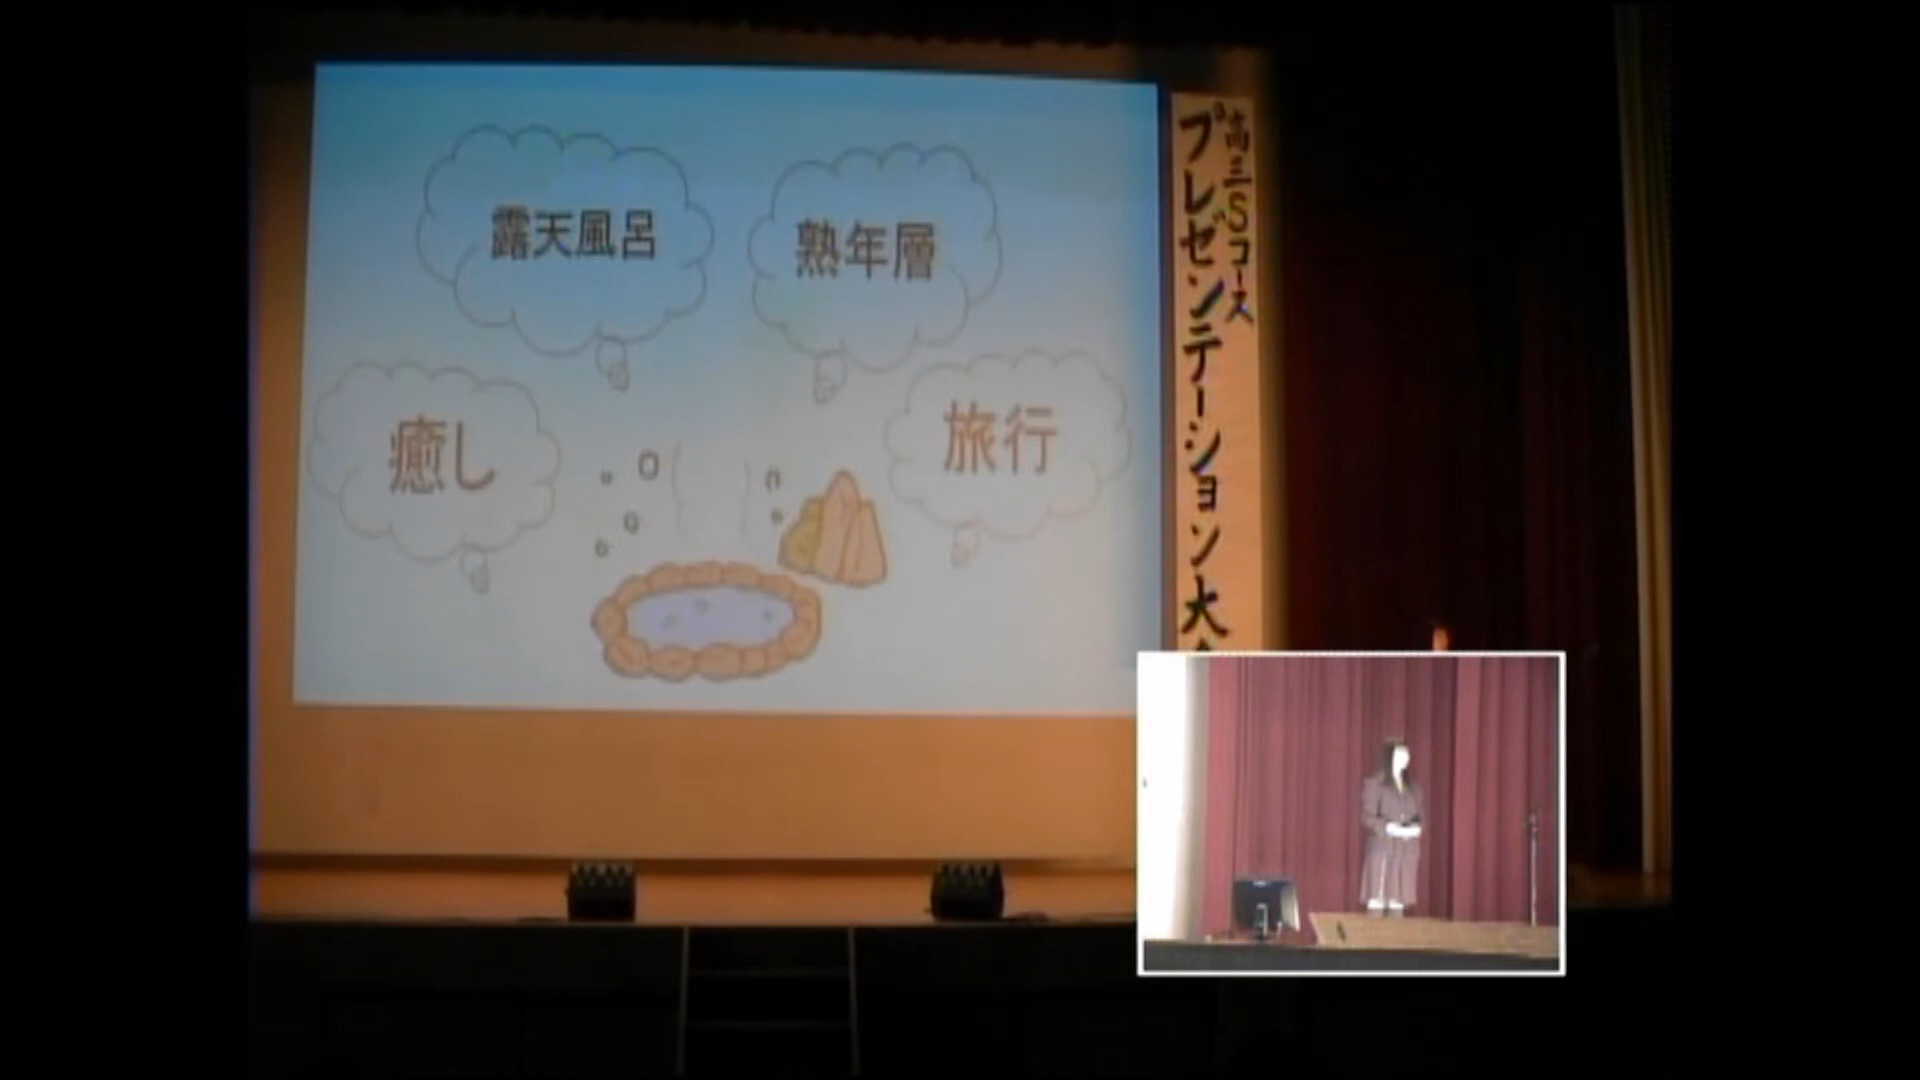 露天風呂
熟年層
癒し
旅行
高三Sコース
プレゼンテーション大